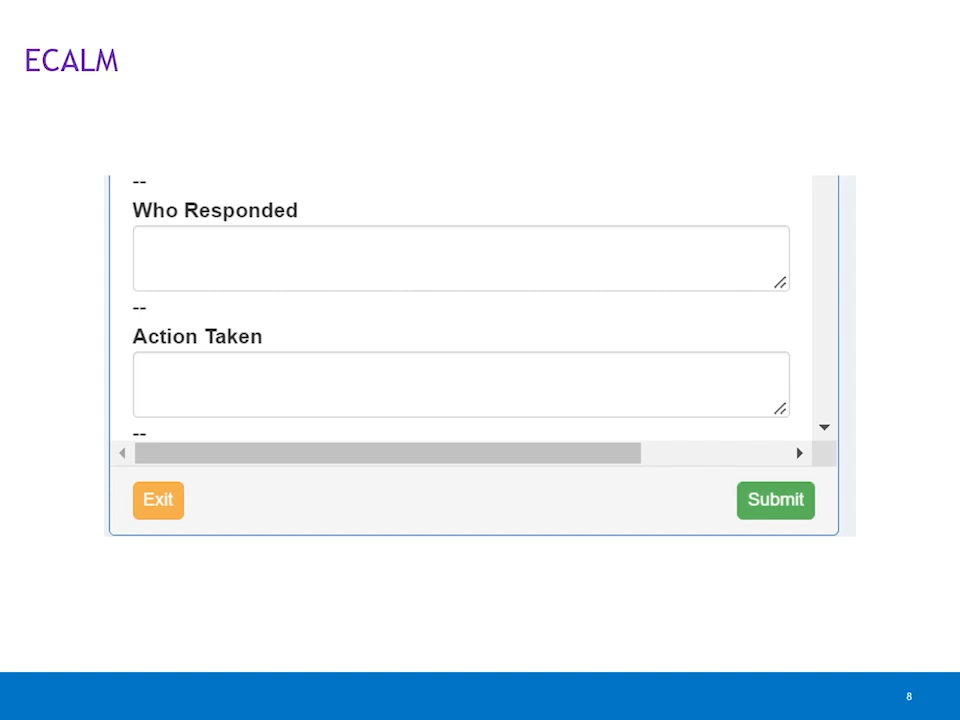 ECALM
--
Who Responded
--
Action Taken
--
Exit
Submit
8